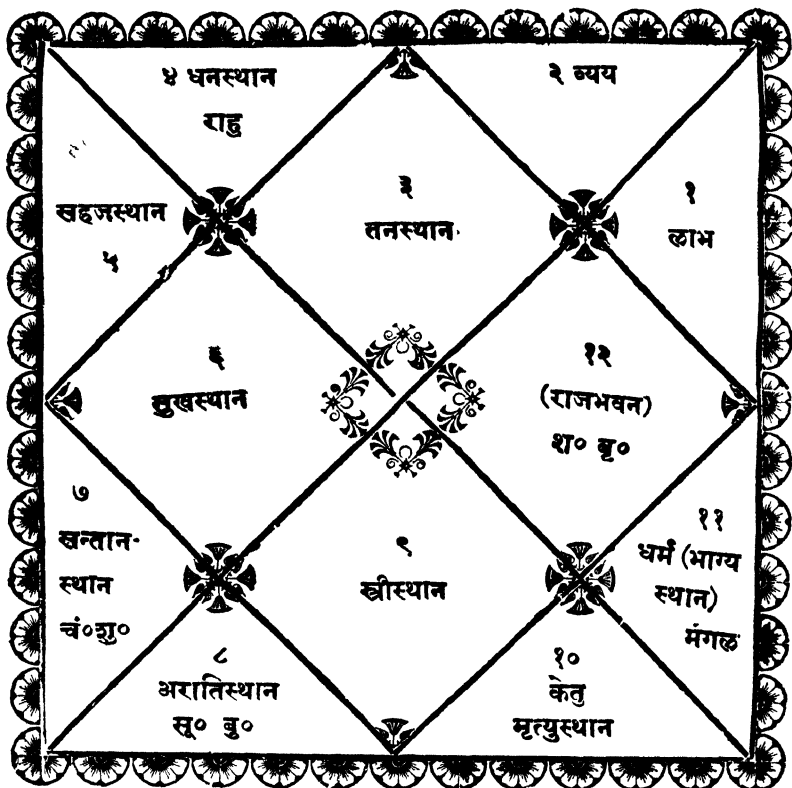 ४ धनस्थान
राहु
२ व्यय
३
तनस्थान
१
लाभ
सहजस्थान
५
६
सुखस्थान
१२
(राजभवन)
श० बृ०
७
सन्तान-
स्थान
चं०शु०
९
स्त्रीस्थान
११
धर्म (भाग्य
स्थान)
मंगल
८
अरातिस्थान
सू० बु०
१०
केतु
मृत्युस्थान